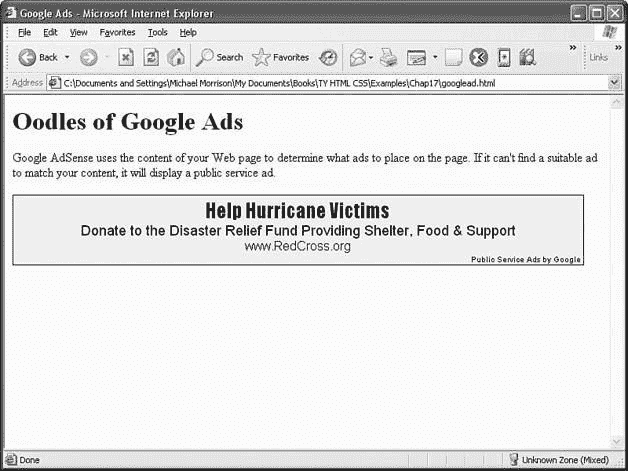 Google Ads - Microsoft Internet Explorer
File Edit View Favorites Tools Help
Back Search Favorites Links
Address C:\Documents and Settings\Michael Morrison\My Documents\Books\TY HTML CSS\Examples\Chap17\googlead.html
Oodles of Google Ads
Google AdSense uses the content of your Web page to determine what ads to place on the page. If it can't find a suitable ad
to match your content, it will display a public service ad.
Help Hurricane Victims
Donate to the Disaster Relief Fund Providing Shelter, Food & Support
www.RedCross.org
Public Service Ads by Google
Done Unknown Zone (Mixed)